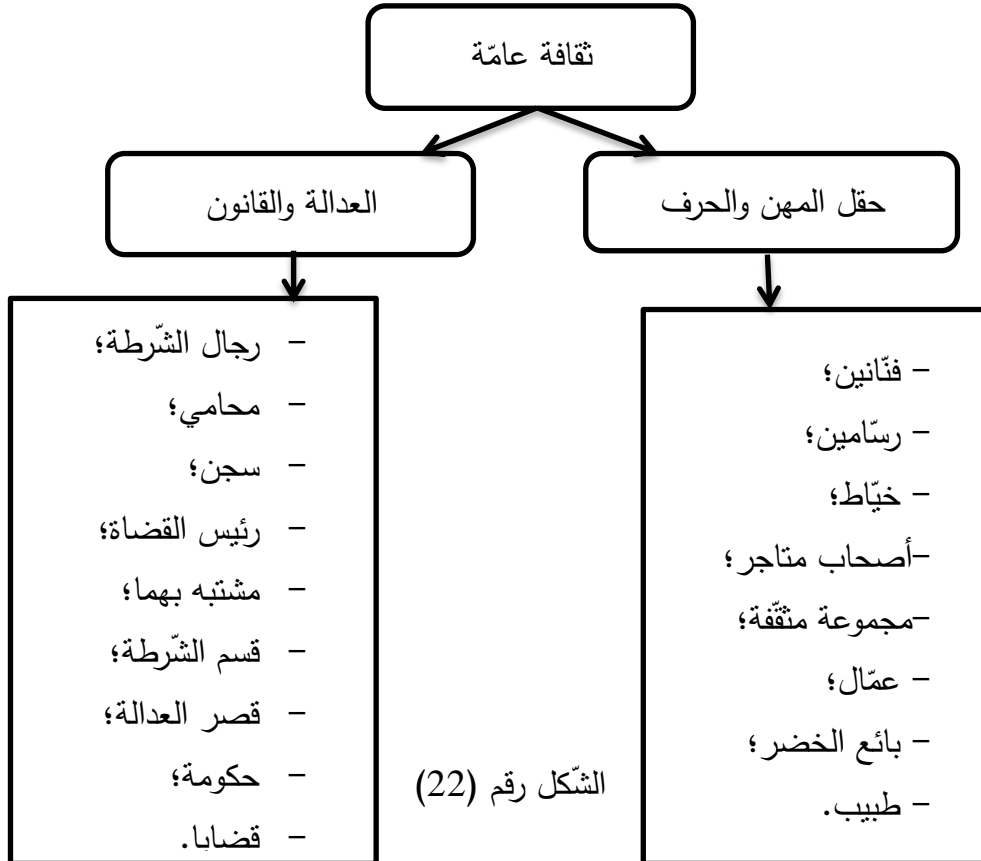 ثقافة عامّة
حقل المهن والحرف
العدالة والقانون
- فنّانين؛
- رسّامين؛
- خيّاط؛
-أصحاب متاجر؛
-مجموعة مثقّفة؛
- عمّال؛
- بائع الخضر؛
- طبيب.
- رجال الشّرطة؛
- محامي؛
- سجن؛
- رئيس القضاة؛
- مشتبه بهما؛
- قسم الشّرطة؛
- قصر العدالة؛
- حكومة؛
- قضايا.
الشّكل رقم (22)